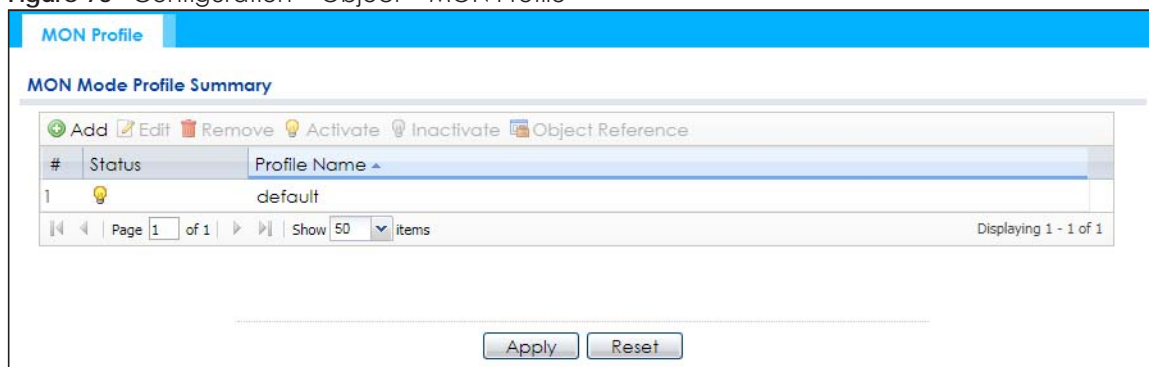 MON Profile
MON Mode Profile Summary
Add Edit Remove Activate Inactivate Object Reference
# Status Profile Name
1 default
Page 1 of 1 Show 50 items Displaying 1 - 1 of 1
Apply Reset